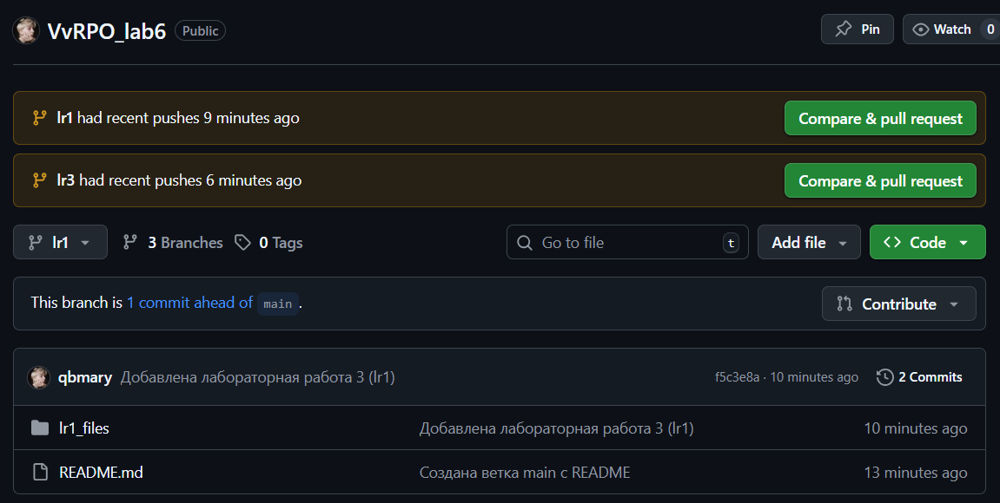 VvRPO_lab6 Public Pin Watch 0
lr1 had recent pushes 9 minutes ago Compare & pull request
lr3 had recent pushes 6 minutes ago Compare & pull request
lr1 3 Branches 0 Tags Go to file t Add file Code
This branch is 1 commit ahead of main . Contribute
qbmary Добавлена лабораторная работа 3 (lr1) f5c3e8a · 10 minutes ago 2 Commits
lr1_files Добавлена лабораторная работа 3 (lr1) 10 minutes ago
README.md Создана ветка main с README 13 minutes ago